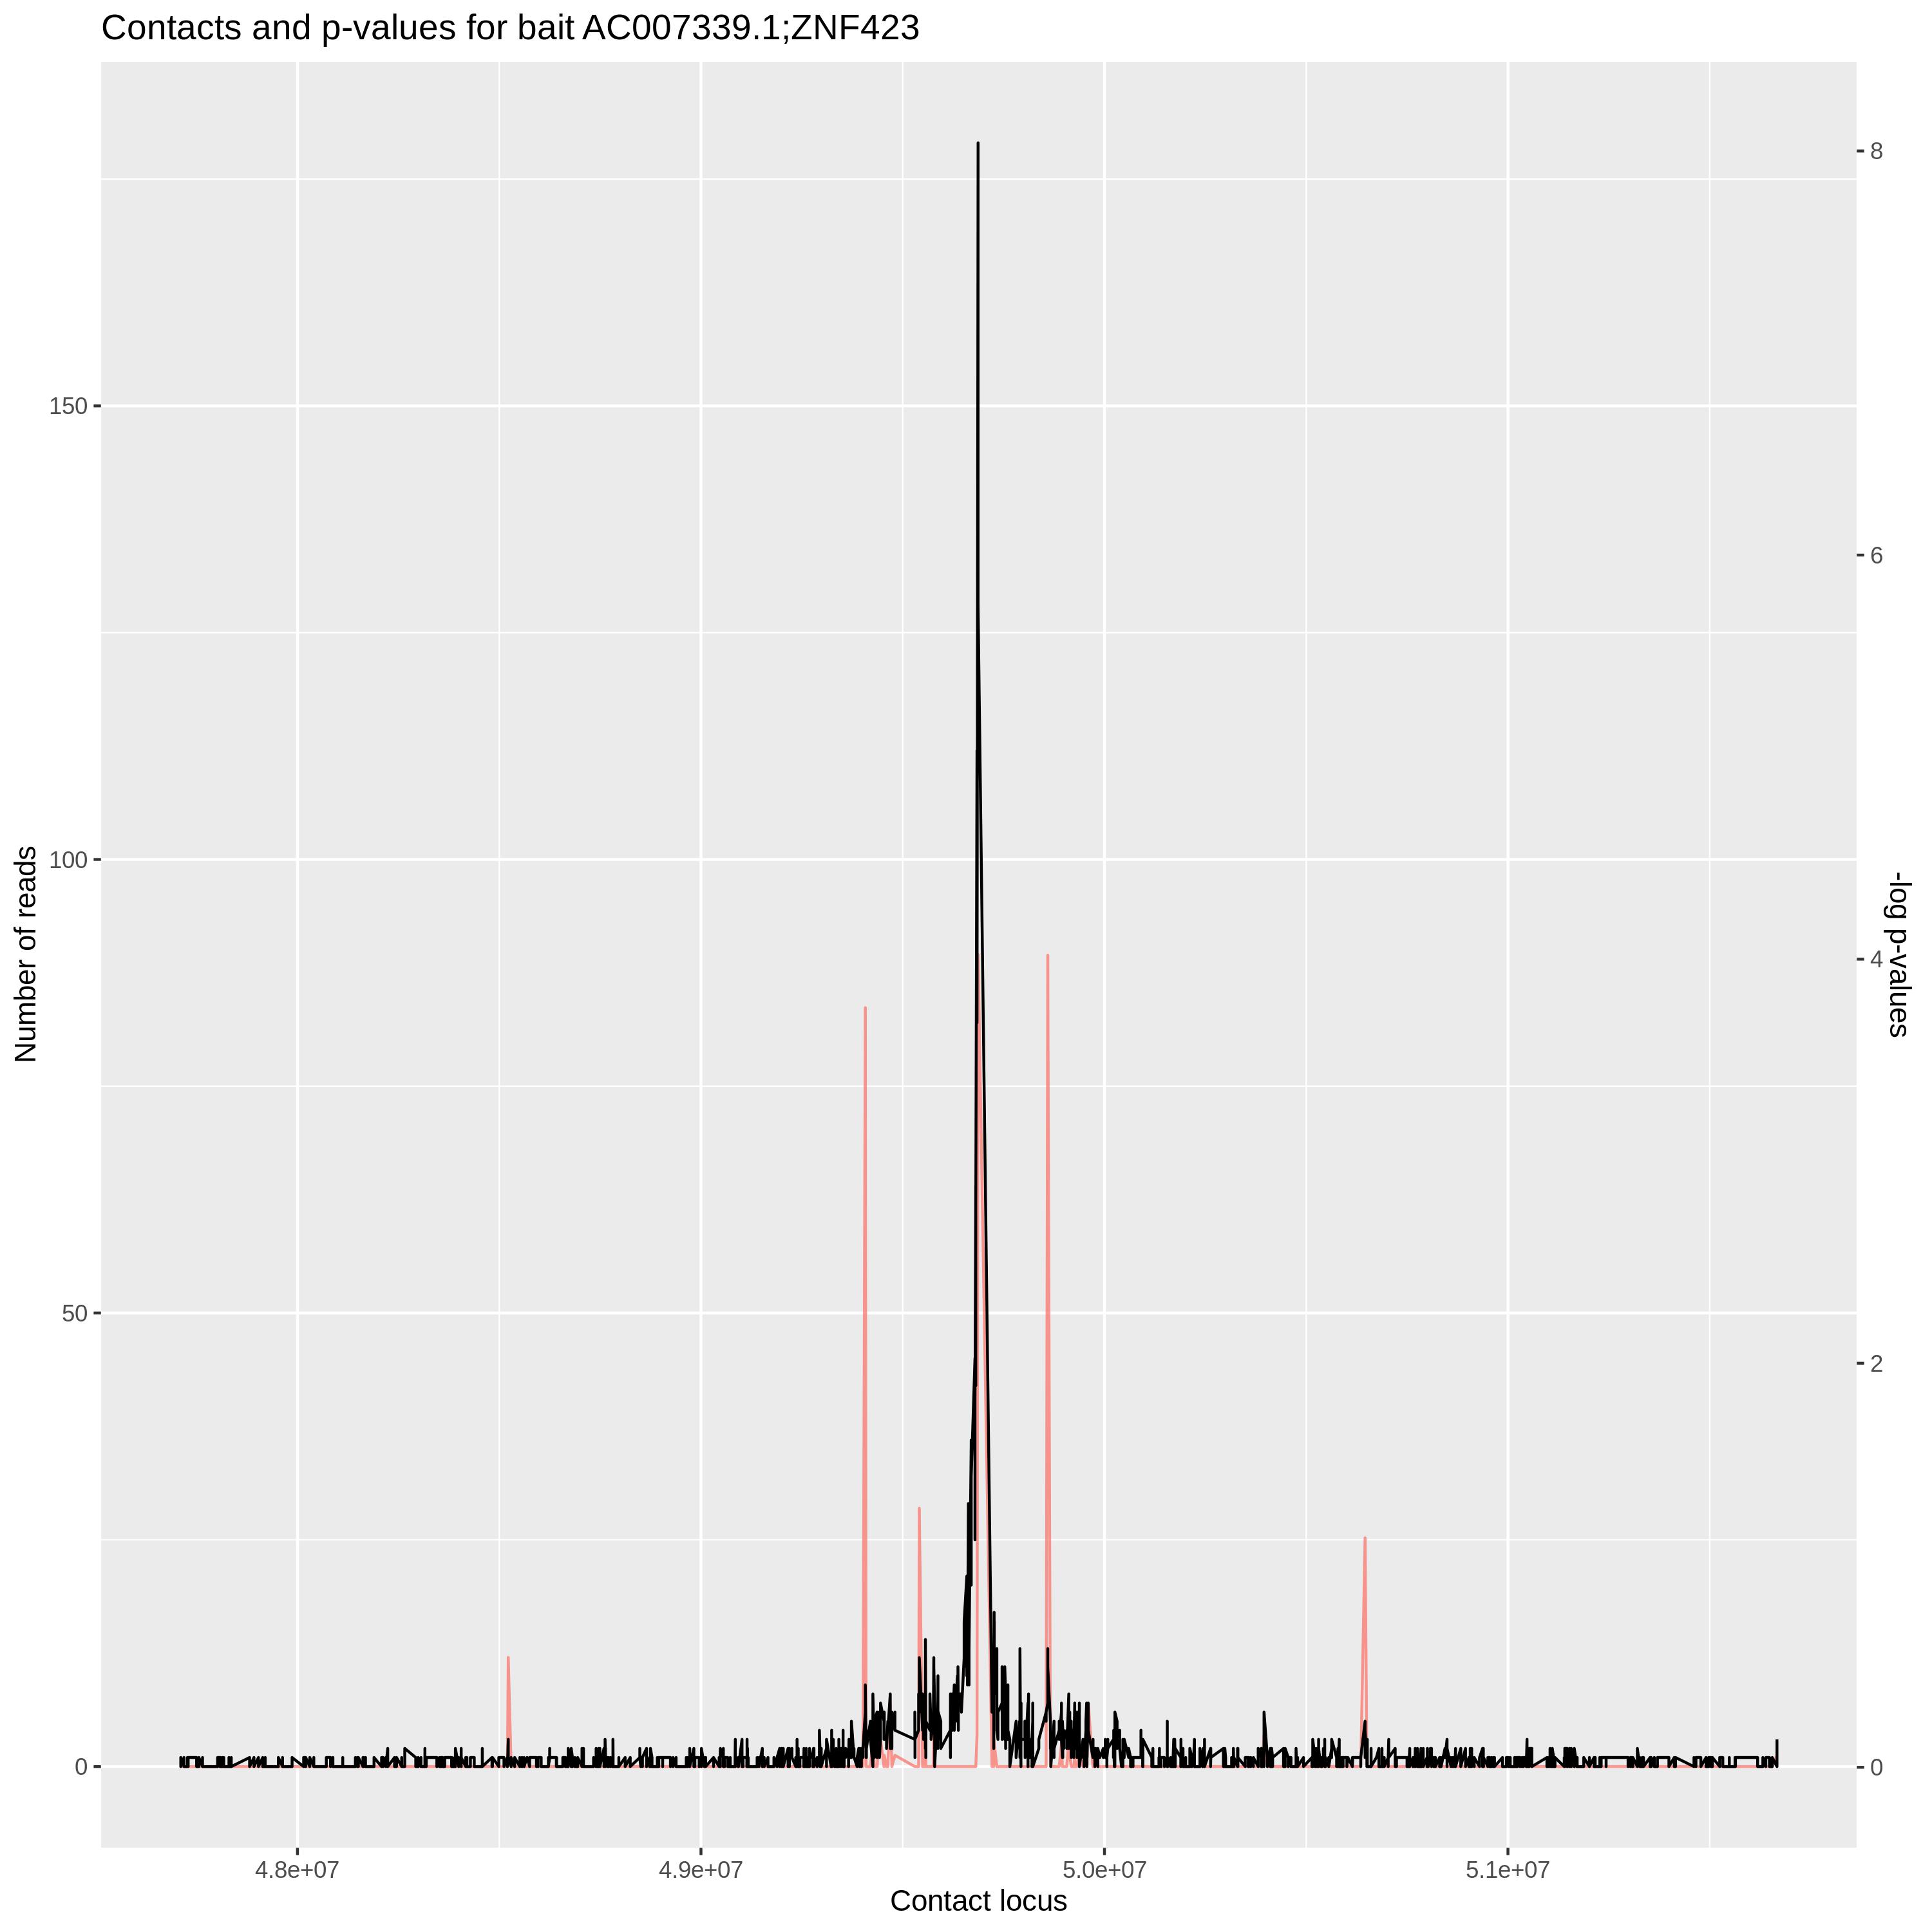 Contacts and p-values for bait AC007339.1;ZNF423
Number of reads
150
100
50
0
8
6
4
2
0
-log p-values
4.8e+07
4.9e+07
5.0e+07
5.1e+07
Contact locus